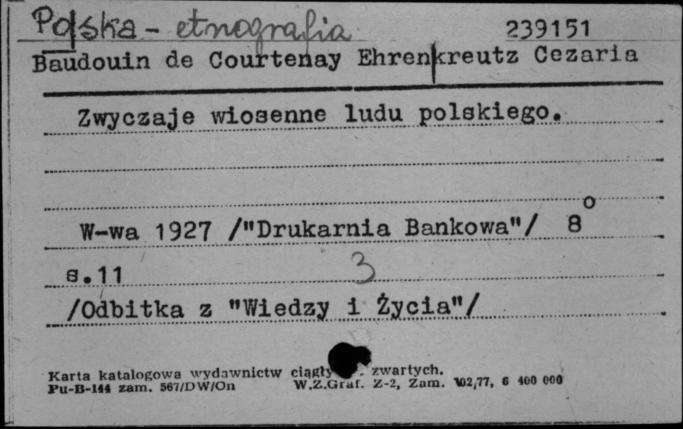 Polska - etnografia 239151
Baudouin de Courtenay Ehrenkreutz Cezaria
Zwyczaje wiosenne ludu polskiego.
W-wa 1927 /"Drukarnia Bankowa"/ 8°
s.11 3
/Odbitka z "Wiedzy i Życia"/
Karta katalogowa wydawnictw zwartych.
Pu-B-144 zam. 567/DW/On W.Z.Graf. Z-2, Zam. 102,77, 6 400 000